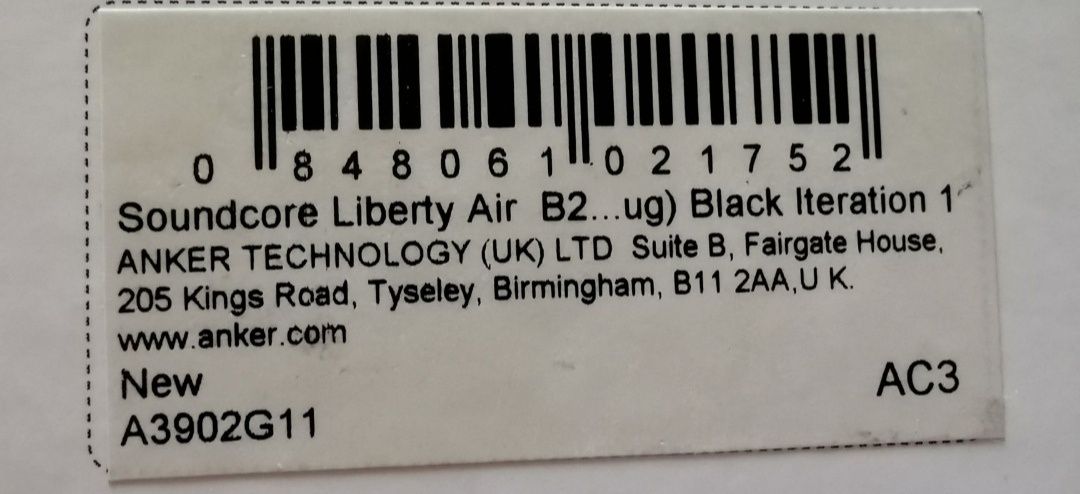 0 848061 021752
Soundcore Liberty Air B2...ug) Black Iteration 1
ANKER TECHNOLOGY (UK) LTD Suite B, Fairgate House,
205 Kings Road, Tyseley, Birmingham, B11 2AA,U K.
www.anker.com
New
AC3
A3902G11